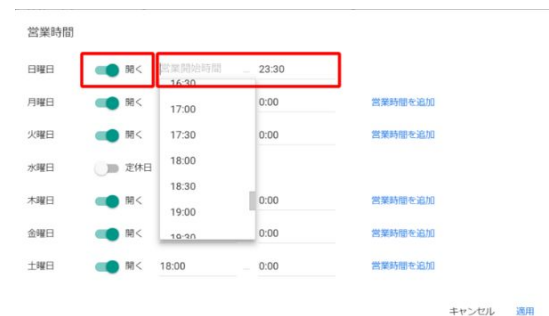 営業時間
日曜日 開く 営業開始時間 – 23:30
16:30
月曜日 開く 17:00 0:00 営業時間を追加
火曜日 開く 17:30 0:00 営業時間を追加
水曜日 定休日 18:00
18:30
木曜日 開く 19:00 0:00 営業時間を追加
金曜日 開く 19:30 0:00 営業時間を追加
土曜日 開く 18:00 – 0:00 営業時間を追加
キャンセル 適用